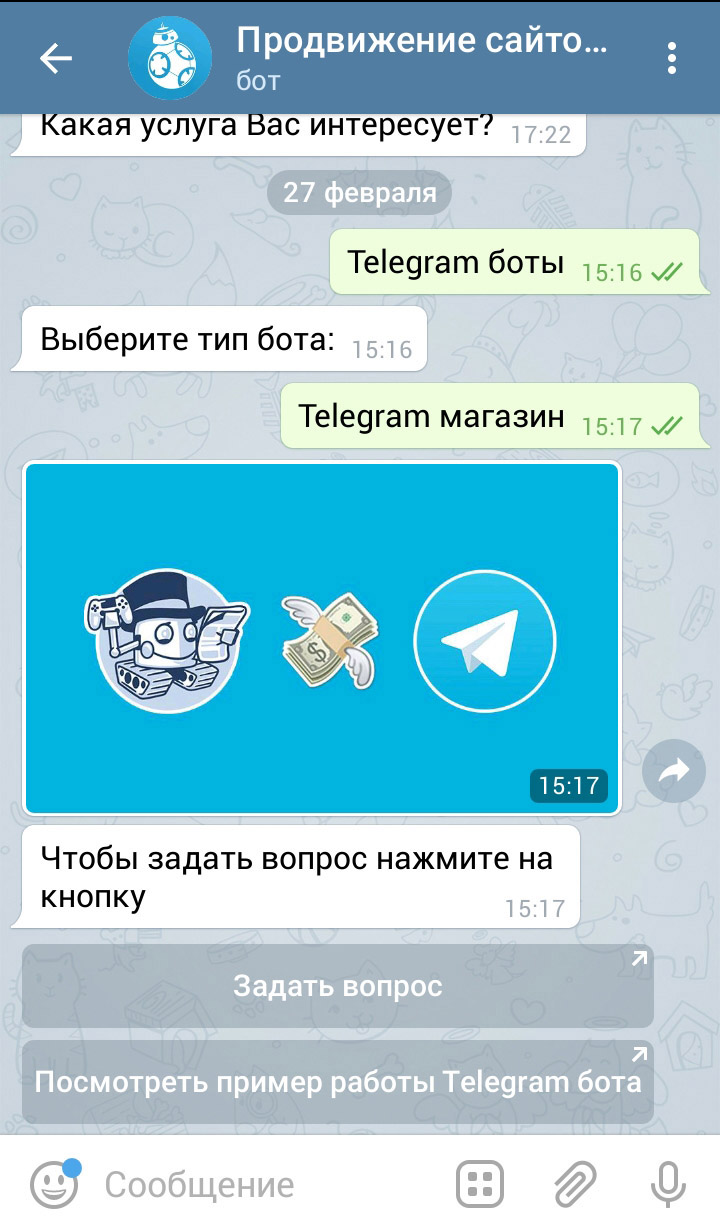 Продвижение сайто...
бот
Какая услуга Вас интересует? 17:22
27 февраля
Telegram боты 15:16
Выберите тип бота: 15:16
Telegram магазин 15:17
15:17
Чтобы задать вопрос нажмите на
кнопку 15:17
Задать вопрос
Посмотреть пример работы Telegram бота
Сообщение